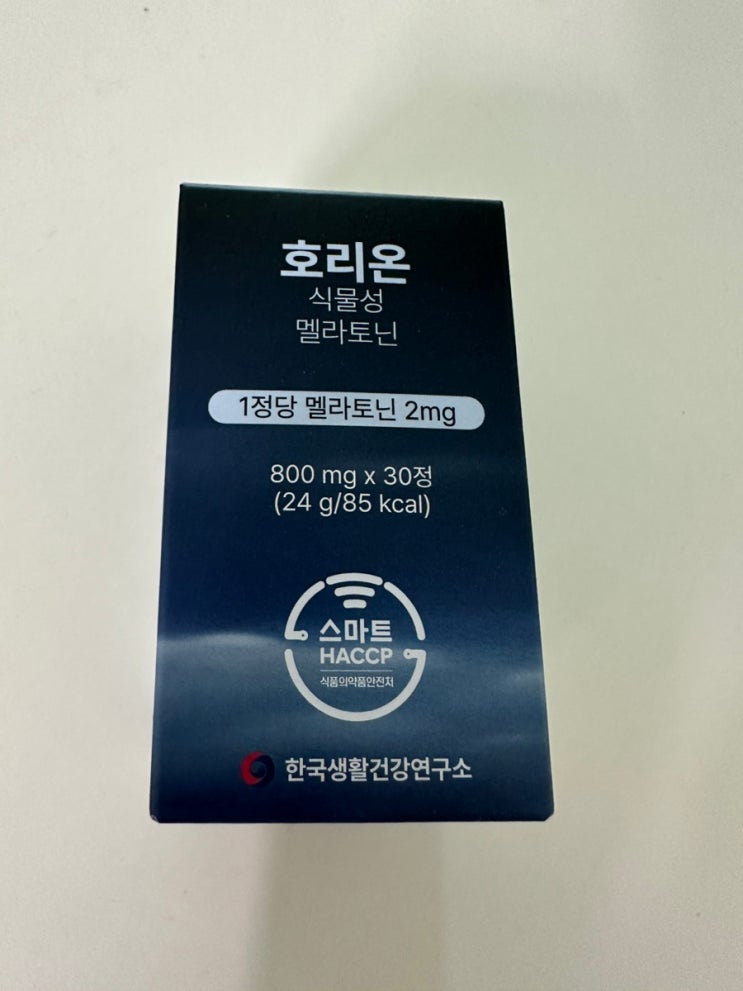 호리온
식물성
멜라토닌
1정당 멜라토닌 2mg
800 mg x 30정
(24 g/85 kcal)
스마트
HACCP
식품의약품안전처
한국생활건강연구소